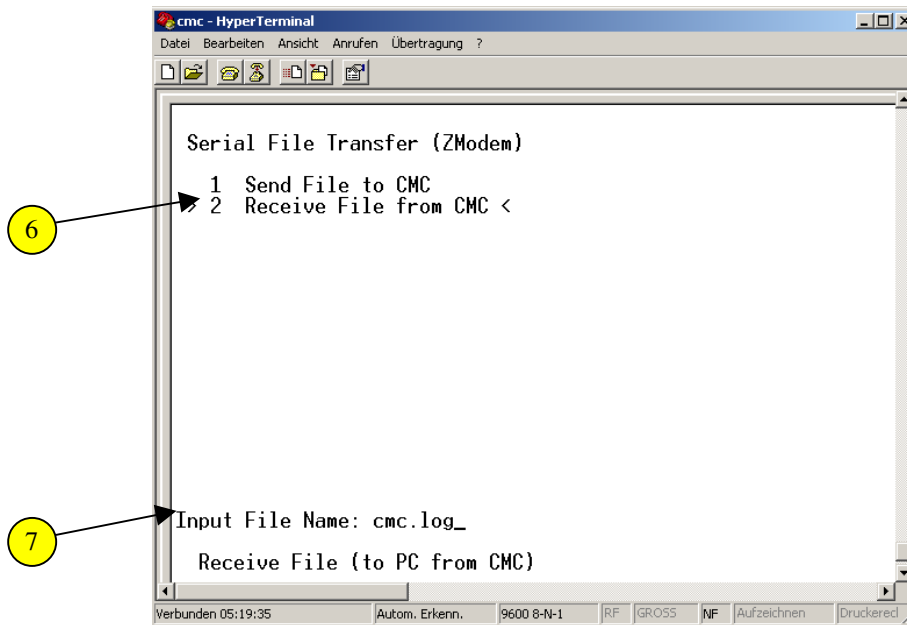 cmc - HyperTerminal
Datei Bearbeiten Ansicht Anrufen Übertragung ?
Serial File Transfer (ZModem)
1 Send File to CMC
> 2 Receive File from CMC <
6
Input File Name: cmc.log_
7
Receive File (to PC from CMC)
Verbunden 05:19:35 Autom. Erkenn. 9600 8-N-1 RF GROSS NF Aufzeichnen Druckerecl